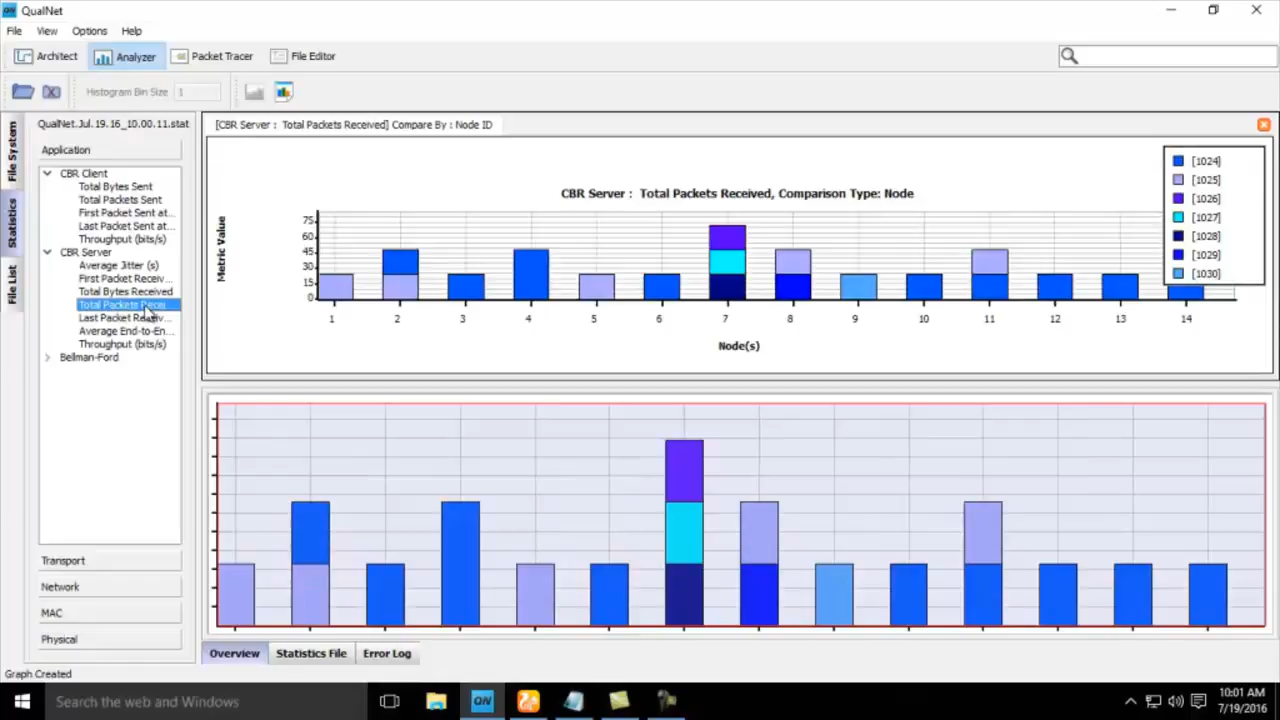 QualNet
File View Options Help
Architect Analyzer Packet Tracer File Editor
Histogram Bin Size 1
File System
Statistics
File List
QualNet.Jul.19.16_10.00.11.stat
Application
CBR Client
Total Bytes Sent
Total Packets Sent
First Packet Sent at...
Last Packet Sent at...
Throughput (bits/s)
CBR Server
Average Jitter (s)
First Packet Receiv...
Total Bytes Received
Total Packets Recei
Last Packet Receiv...
Average End-to-En...
Throughput (bits/s)
Bellman-Ford
Transport
Network
MAC
Physical
[CBR Server : Total Packets Received] Compare By : Node ID
CBR Server : Total Packets Received, Comparison Type: Node
Metric Value
75
60
45
30
15
0
1 2 3 4 5 6 7 8 9 10 11 12 13 14
Node(s)
[1024]
[1025]
[1026]
[1027]
[1028]
[1029]
[1030]
Overview Statistics File Error Log
Graph Created
Search the web and Windows
QN
10:01 AM
7/19/2016